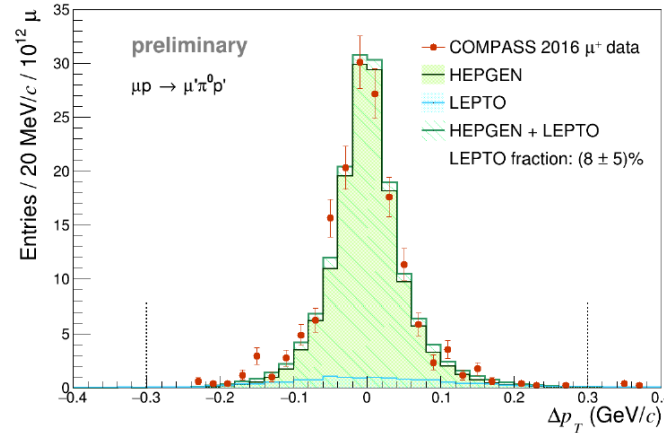 Entries / 20 MeV/c / 10¹² μ
35
30
25
20
15
10
5
0
preliminary
μp → μ'π⁰p'
COMPASS 2016 μ⁺ data
HEPGEN
LEPTO
HEPGEN + LEPTO
LEPTO fraction: (8 ± 5)%
−0.4 −0.3 −0.2 −0.1 0 0.1 0.2 0.3
Δp_T (GeV/c)